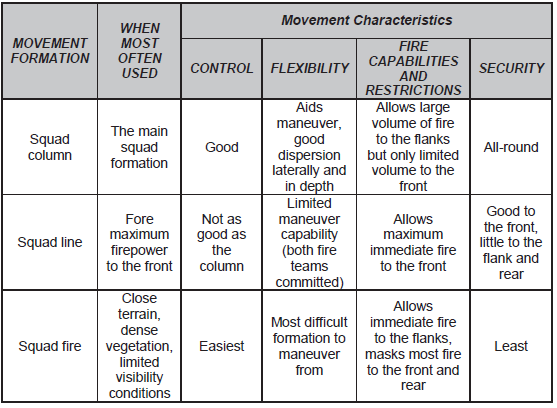 MOVEMENT
FORMATION
WHEN
MOST
OFTEN
USED
Movement Characteristics
CONTROL
FLEXIBILITY
FIRE
CAPABILITIES
AND
RESTRICTIONS
SECURITY
Squad
column
The main
squad
formation
Good
Aids
maneuver,
good
dispersion
laterally and
in depth
Allows large
volume of fire
to the flanks
but only limited
volume to the
front
All-round
Squad line
Fore
maximum
firepower
to the front
Not as
good as
the
column
Limited
maneuver
capability
(both fire
teams
committed)
Allows
maximum
immediate fire
to the front
Good to
the front,
little to the
flank and
rear
Squad fire
Close
terrain,
dense
vegetation,
limited
visibility
conditions
Easiest
Most difficult
formation to
maneuver
from
Allows
immediate fire
to the flanks,
masks most fire
to the front and
rear
Least